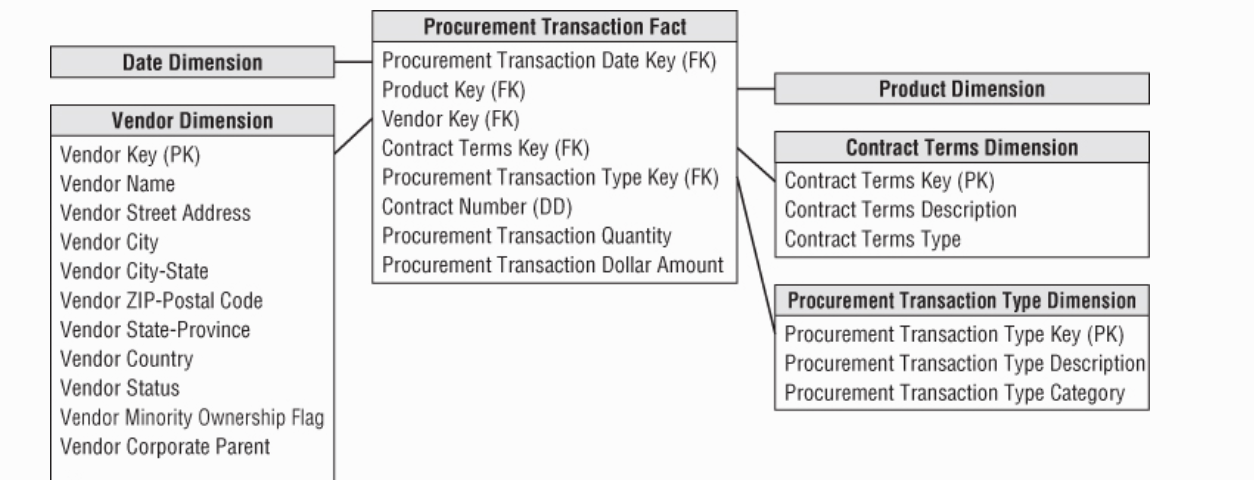 Date Dimension
Vendor Dimension
Vendor Key (PK)
Vendor Name
Vendor Street Address
Vendor City
Vendor City-State
Vendor ZIP-Postal Code
Vendor State-Province
Vendor Country
Vendor Status
Vendor Minority Ownership Flag
Vendor Corporate Parent
Procurement Transaction Fact
Procurement Transaction Date Key (FK)
Product Key (FK)
Vendor Key (FK)
Contract Terms Key (FK)
Procurement Transaction Type Key (FK)
Contract Number (DD)
Procurement Transaction Quantity
Procurement Transaction Dollar Amount
Product Dimension
Contract Terms Dimension
Contract Terms Key (PK)
Contract Terms Description
Contract Terms Type
Procurement Transaction Type Dimension
Procurement Transaction Type Key (PK)
Procurement Transaction Type Description
Procurement Transaction Type Category